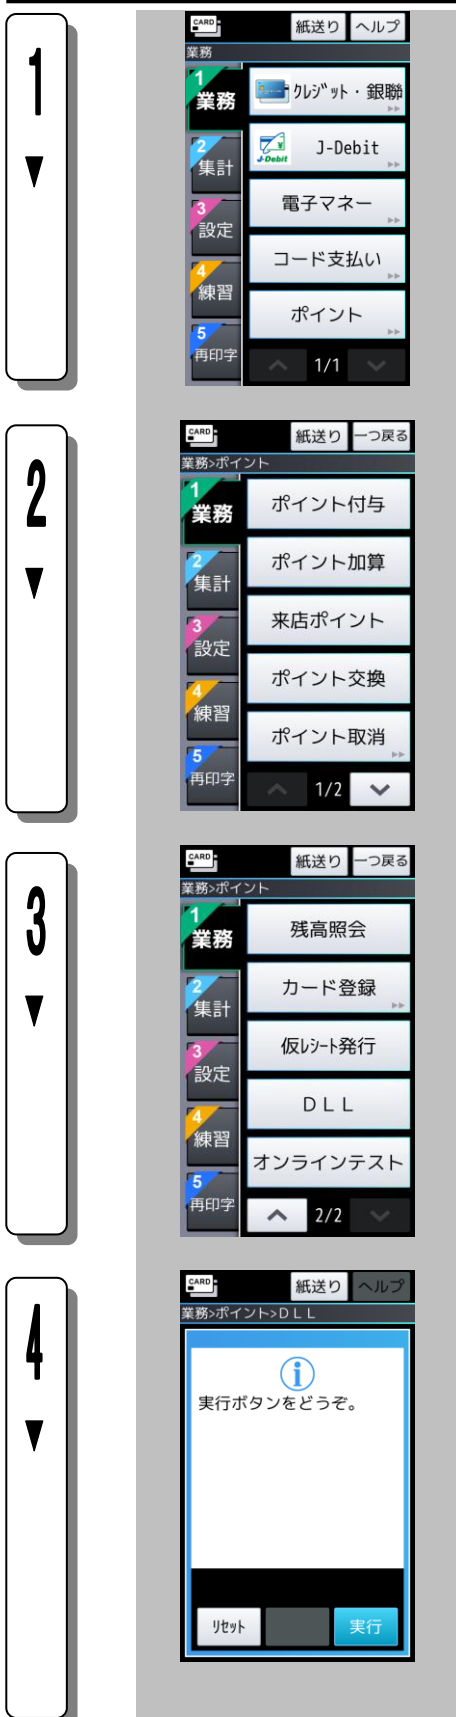 1
▼
CARD
紙送り ヘルプ
業務
1
業務
ｸﾚｼﾞｯﾄ・銀聯
2
集計
J-Debit
J-Debit
3
設定
電子マネー
4
練習
コード支払い
5
再印字
ポイント
1/1
2
▼
CARD
紙送り 一つ戻る
業務>ポイント
1
業務
ポイント付与
2
集計
ポイント加算
3
設定
来店ポイント
4
練習
ポイント交換
5
再印字
ポイント取消
1/2
3
▼
CARD
紙送り 一つ戻る
業務>ポイント
1
業務
残高照会
2
集計
カード登録
3
設定
仮ﾚｼｰﾄ発行
4
練習
ＤＬＬ
5
再印字
オンラインテスト
2/2
4
▼
CARD
紙送り ヘルプ
業務>ポイント>ＤＬＬ
実行ボタンをどうぞ。
ﾘｾｯﾄ 実行